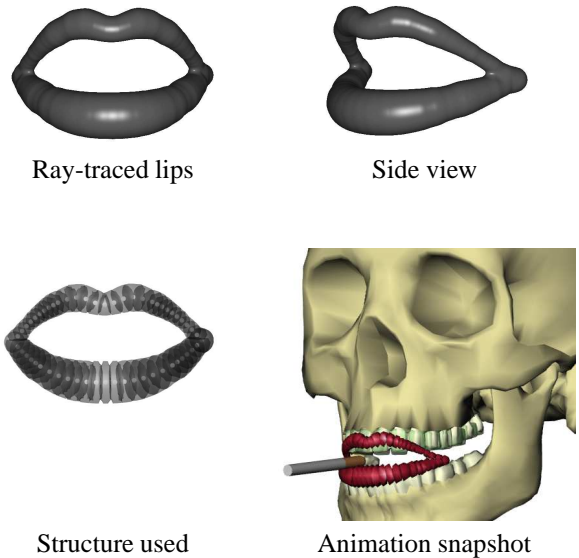 Ray-traced lips
Side view
Structure used
Animation snapshot